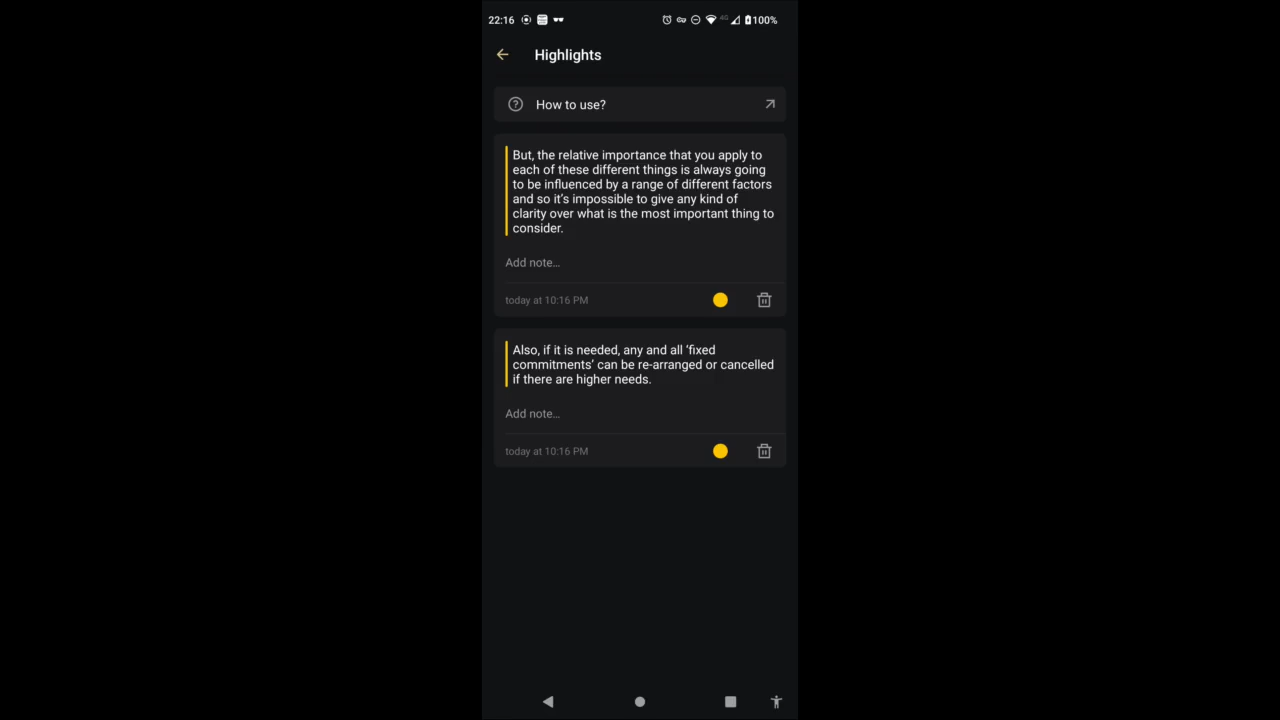 22:16 4G 100%
Highlights
How to use?
But, the relative importance that you apply to
each of these different things is always going
to be influenced by a range of different factors
and so it’s impossible to give any kind of
clarity over what is the most important thing to
consider.
Add note…
today at 10:16 PM
Also, if it is needed, any and all ‘fixed
commitments’ can be re-arranged or cancelled
if there are higher needs.
Add note…
today at 10:16 PM